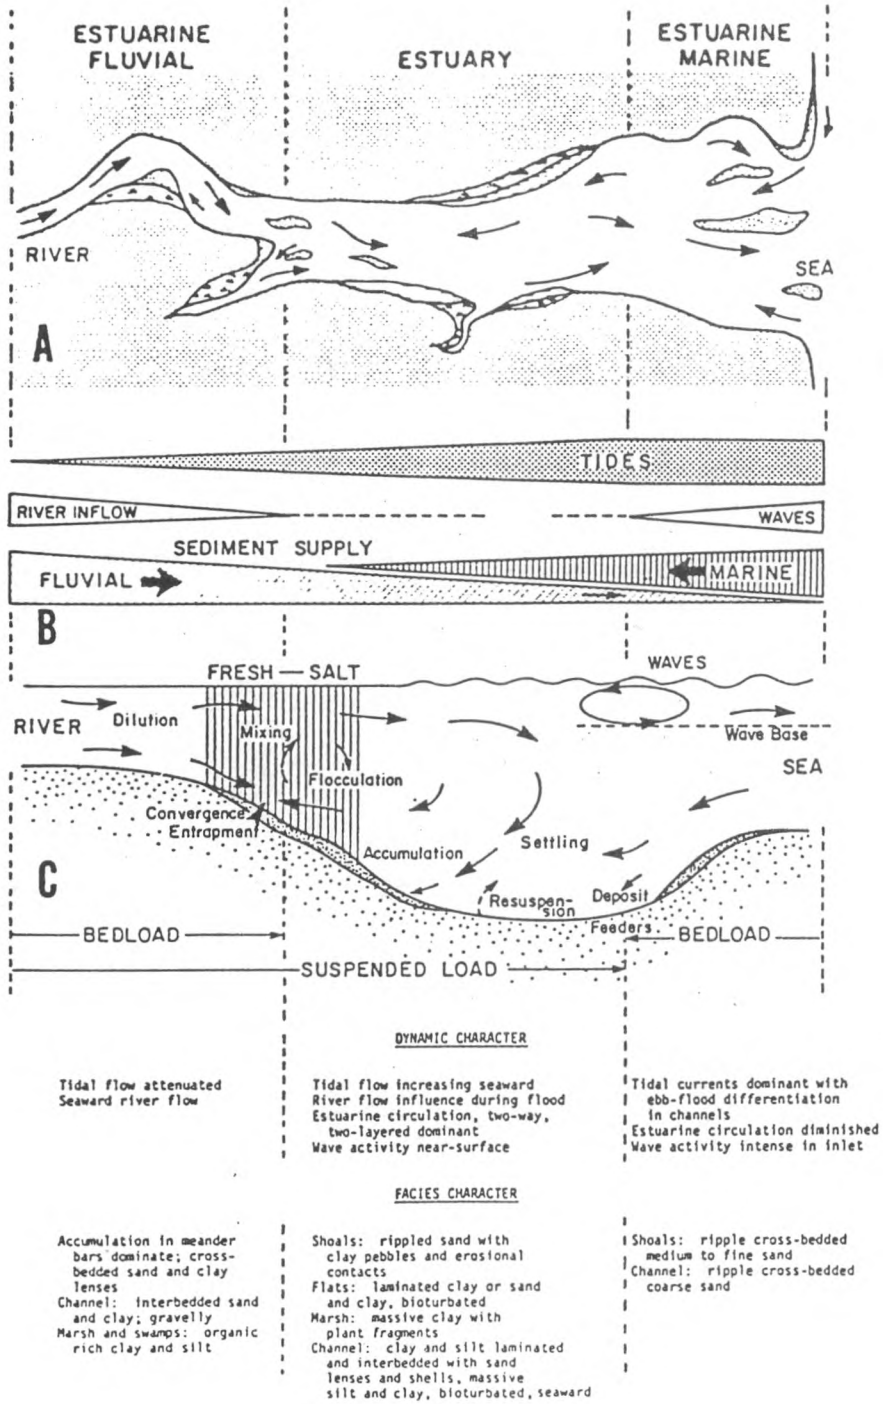 ESTUARINE
FLUVIAL
ESTUARY
ESTUARINE
MARINE
RIVER
SEA
A
TIDES
RIVER INFLOW
WAVES
SEDIMENT SUPPLY
FLUVIAL
MARINE
B
FRESH — SALT
WAVES
RIVER
Dilution
Mixing
Wave Base
Flocculation
SEA
Convergence
Entrapment
Accumulation
Settling
C
Resuspen-
sion
Deposit
Feeders
BEDLOAD
BEDLOAD
SUSPENDED LOAD
DYNAMIC CHARACTER
Tidal flow attenuated
Seaward river flow
Tidal flow increasing seaward
River flow influence during flood
Estuarine circulation, two-way,
two-layered dominant
Wave activity near-surface
Tidal currents dominant with
ebb-flood differentiation
in channels
Estuarine circulation diminished
Wave activity intense in inlet
FACIES CHARACTER
Accumulation in meander
bars dominate; cross-
bedded sand and clay
lenses
Channel: interbedded sand
and clay; gravelly
Marsh and swamps: organic
rich clay and silt
Shoals: rippled sand with
clay pebbles and erosional
contacts
Flats: laminated clay or sand
and clay, bioturbated
Marsh: massive clay with
plant fragments
Channel: clay and silt laminated
and interbedded with sand
lenses and shells, massive
silt and clay, bioturbated, seaward
Shoals: ripple cross-bedded
medium to fine sand
Channel: ripple cross-bedded
coarse sand